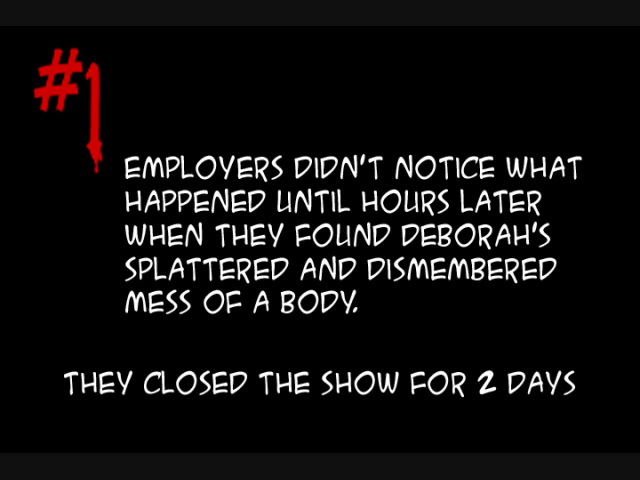 #1
EMPLOYERS DIDN'T NOTICE WHAT
HAPPENED UNTIL HOURS LATER
WHEN THEY FOUND DEBORAH'S
SPLATTERED AND DISMEMBERED
MESS OF A BODY.
THEY CLOSED THE SHOW FOR 2 DAYS